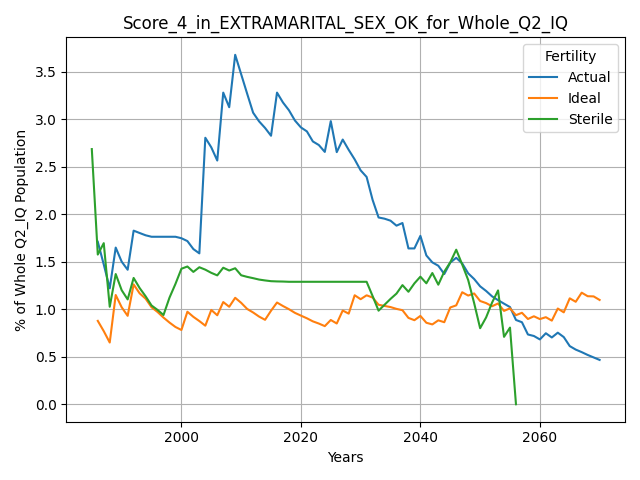 Score_4_in_EXTRAMARITAL_SEX_OK_for_Whole_Q2_IQ
Fertility
Actual
Ideal
Sterile
% of Whole Q2_IQ Population
3.5
3.0
2.5
2.0
1.5
1.0
0.5
0.0
2000 2020 2040 2060
Years